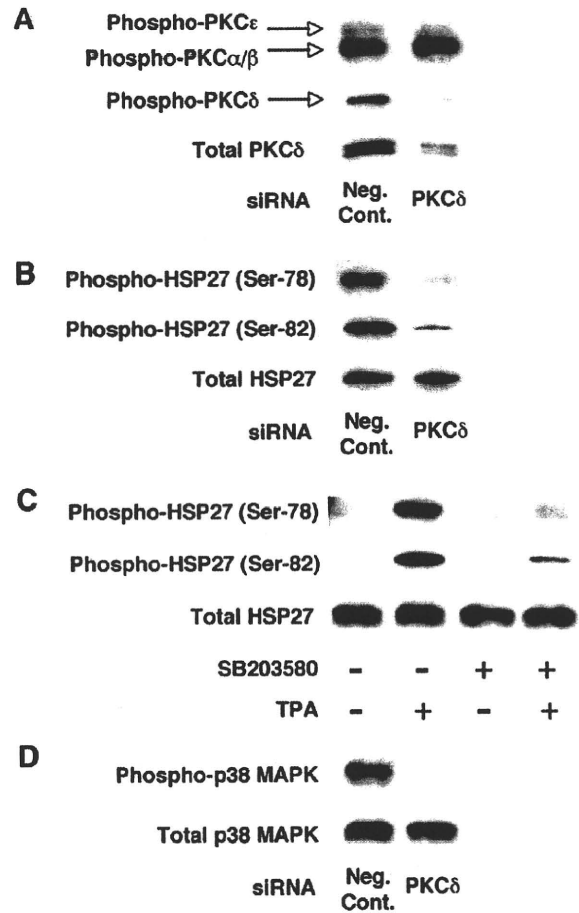 A
Phospho-PKCε
Phospho-PKCα/β
Phospho-PKCδ
Total PKCδ
siRNA Neg. Cont. PKCδ
B
Phospho-HSP27 (Ser-78)
Phospho-HSP27 (Ser-82)
Total HSP27
siRNA Neg. Cont. PKCδ
C
Phospho-HSP27 (Ser-78)
Phospho-HSP27 (Ser-82)
Total HSP27
SB203580 - - + +
TPA - + - +
D
Phospho-p38 MAPK
Total p38 MAPK
siRNA Neg. Cont. PKCδ